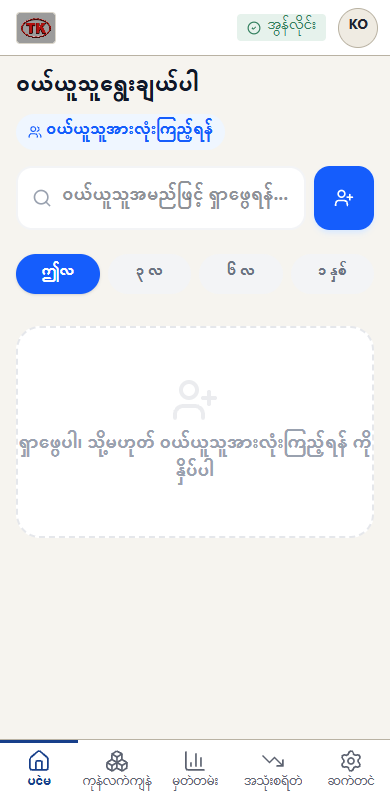 TK
အွန်လိုင်း
KO
ဝယ်ယူသူရွေးချယ်ပါ
ဝယ်ယူသူအားလုံးကြည့်ရန်
ဝယ်ယူသူအမည်ဖြင့် ရှာဖွေရန်...
ဤလ
၃ လ
၆ လ
၁ နှစ်
ရှာဖွေပါ၊ သို့မဟုတ် ဝယ်ယူသူအားလုံးကြည့်ရန် ကို
နှိပ်ပါ
ပင်မ
ကုန်လက်ကျန်
မှတ်တမ်း
အသုံးစရိတ်
ဆက်တင်